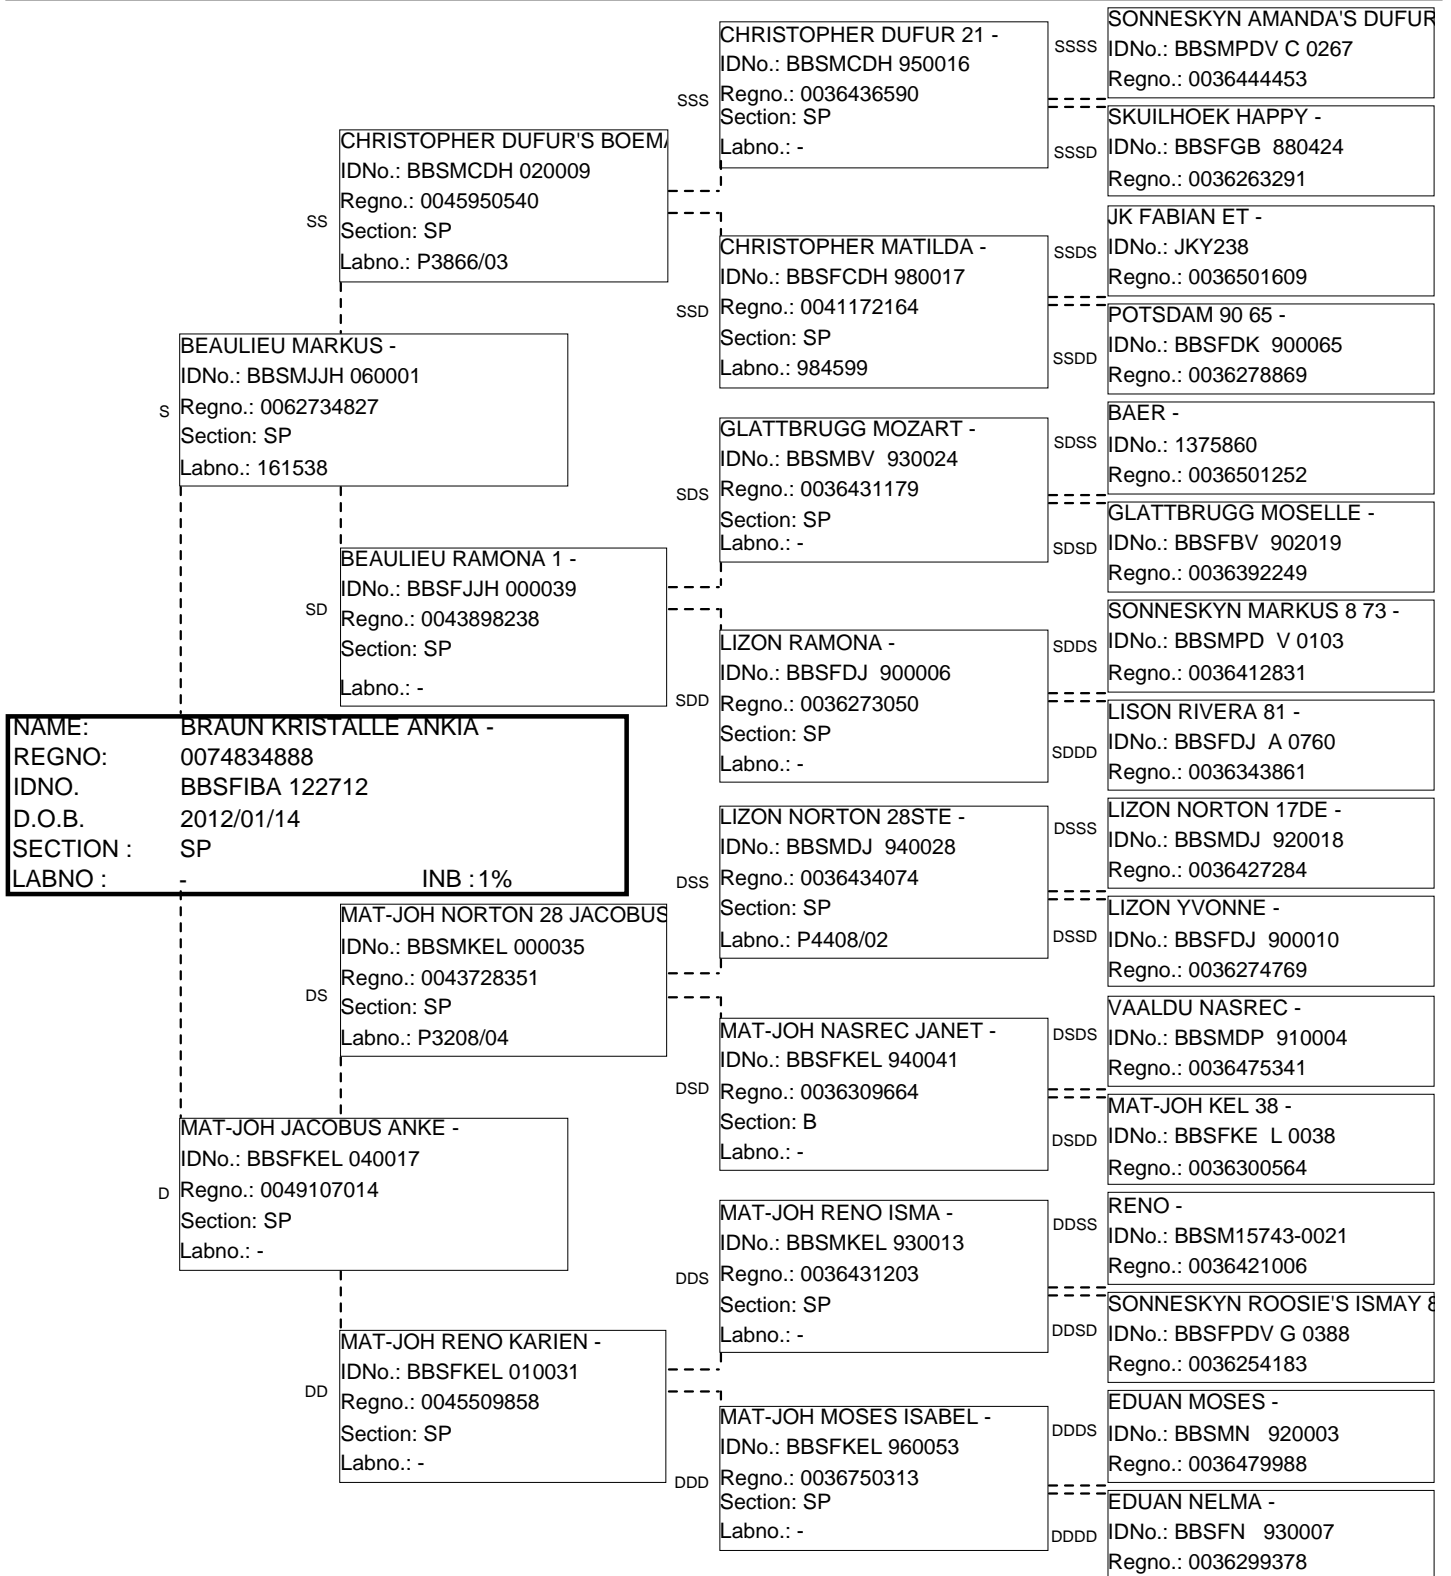 SONNESKYN AMANDA'S DUFUR
SSSS IDNo.: BBSMPDV C 0267
Regno.: 0036444453
CHRISTOPHER DUFUR 21 -
IDNo.: BBSMCDH 950016
SSS Regno.: 0036436590
Section: SP
Labno.: -
SKUILHOEK HAPPY -
SSSD IDNo.: BBSFGB 880424
Regno.: 0036263291
CHRISTOPHER DUFUR'S BOEMA
IDNo.: BBSMCDH 020009
Regno.: 0045950540
SS Section: SP
Labno.: P3866/03
JK FABIAN ET -
SSDS IDNo.: JKY238
Regno.: 0036501609
CHRISTOPHER MATILDA -
IDNo.: BBSFCDH 980017
SSD Regno.: 0041172164
Section: SP
Labno.: 984599
POTSDAM 90 65 -
SSDD IDNo.: BBSFDK 900065
Regno.: 0036278869
BEAULIEU MARKUS -
IDNo.: BBSMJJH 060001
S Regno.: 0062734827
Section: SP
Labno.: 161538
BAER -
SDSS IDNo.: 1375860
Regno.: 0036501252
GLATTBRUGG MOZART -
IDNo.: BBSMBV 930024
SDS Regno.: 0036431179
Section: SP
Labno.: -
GLATTBRUGG MOSELLE -
SDSD IDNo.: BBSFBV 902019
Regno.: 0036392249
BEAULIEU RAMONA 1 -
IDNo.: BBSFJJH 000039
SD Regno.: 0043898238
Section: SP
Labno.: -
SONNESKYN MARKUS 8 73 -
SDDS IDNo.: BBSMPD V 0103
Regno.: 0036412831
LIZON RAMONA -
IDNo.: BBSFDJ 900006
SDD Regno.: 0036273050
Section: SP
Labno.: -
LISON RIVERA 81 -
SDDD IDNo.: BBSFDJ A 0760
Regno.: 0036343861
NAME: BRAUN KRISTALLE ANKIA -
REGNO: 0074834888
IDNO. BBSFIBA 122712
D.O.B. 2012/01/14
SECTION : SP
LABNO : - INB : 1%
LIZON NORTON 17DE -
DSSS IDNo.: BBSMDJ 920018
Regno.: 0036427284
LIZON NORTON 28STE -
IDNo.: BBSMDJ 940028
DSS Regno.: 0036434074
Section: SP
Labno.: P4408/02
LIZON YVONNE -
DSSD IDNo.: BBSFDJ 900010
Regno.: 0036274769
MAT-JOH NORTON 28 JACOBUS
IDNo.: BBSMKEL 000035
Regno.: 0043728351
DS Section: SP
Labno.: P3208/04
VAALDU NASREC -
DSDS IDNo.: BBSMDP 910004
Regno.: 0036475341
MAT-JOH NASREC JANET -
IDNo.: BBSFKEL 940041
DSD Regno.: 0036309664
Section: B
Labno.: -
MAT-JOH KEL 38 -
DSDD IDNo.: BBSFKE L 0038
Regno.: 0036300564
MAT-JOH JACOBUS ANKE -
IDNo.: BBSFKEL 040017
D Regno.: 0049107014
Section: SP
Labno.: -
RENO -
DDSS IDNo.: BBSM15743-0021
Regno.: 0036421006
MAT-JOH RENO ISMA -
IDNo.: BBSMKEL 930013
DDS Regno.: 0036431203
Section: SP
Labno.: -
SONNESKYN ROOSIE'S ISMAY 8
DDSD IDNo.: BBSFPDV G 0388
Regno.: 0036254183
MAT-JOH RENO KARIEN -
IDNo.: BBSFKEL 010031
DD Regno.: 0045509858
Section: SP
Labno.: -
EDUAN MOSES -
DDDS IDNo.: BBSMN 920003
Regno.: 0036479988
MAT-JOH MOSES ISABEL -
IDNo.: BBSFKEL 960053
DDD Regno.: 0036750313
Section: SP
Labno.: -
EDUAN NELMA -
DDDD IDNo.: BBSFN 930007
Regno.: 0036299378